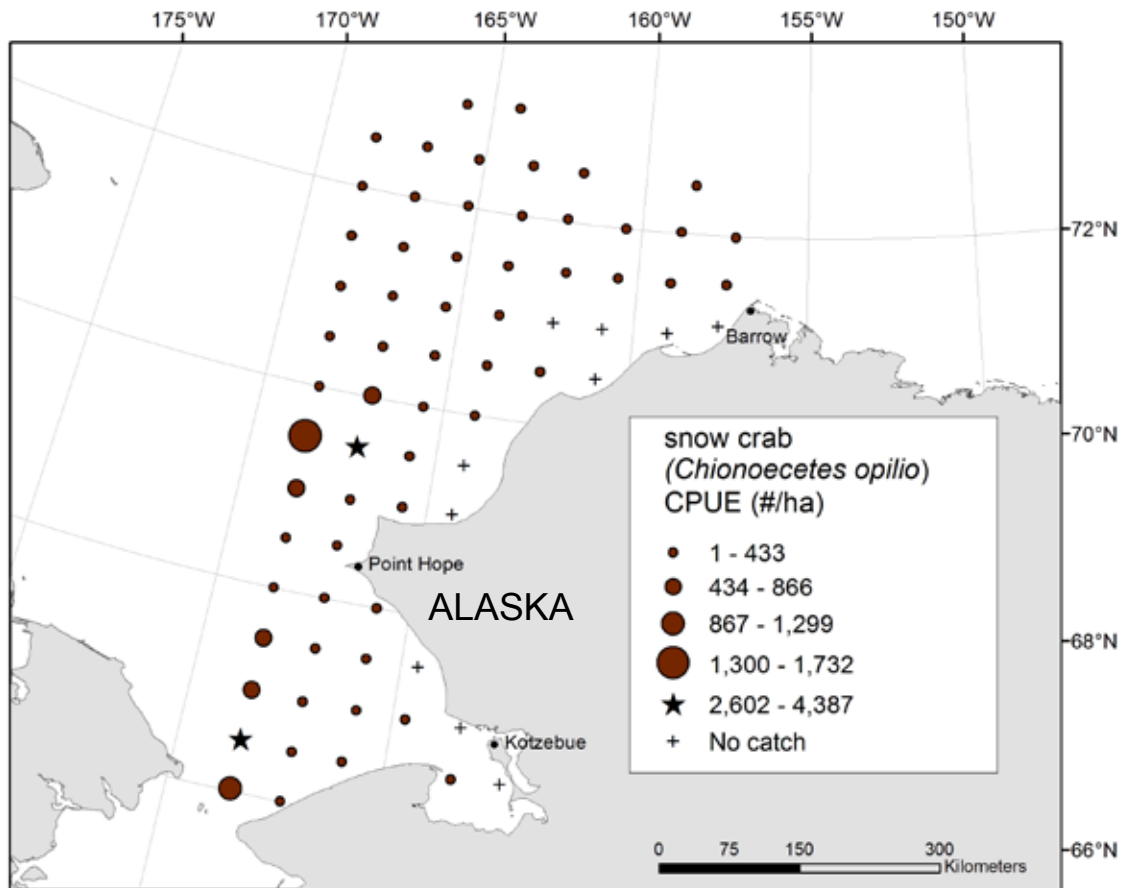 175°W 170°W 165°W 160°W 155°W 150°W
72°N
Barrow
70°N
snow crab
(Chionoecetes opilio)
CPUE (#/ha)
1 - 433
Point Hope
434 - 866
ALASKA
867 - 1,299
68°N
1,300 - 1,732
2,602 - 4,387
No catch
Kotzebue
0 75 150 300
Kilometers
66°N